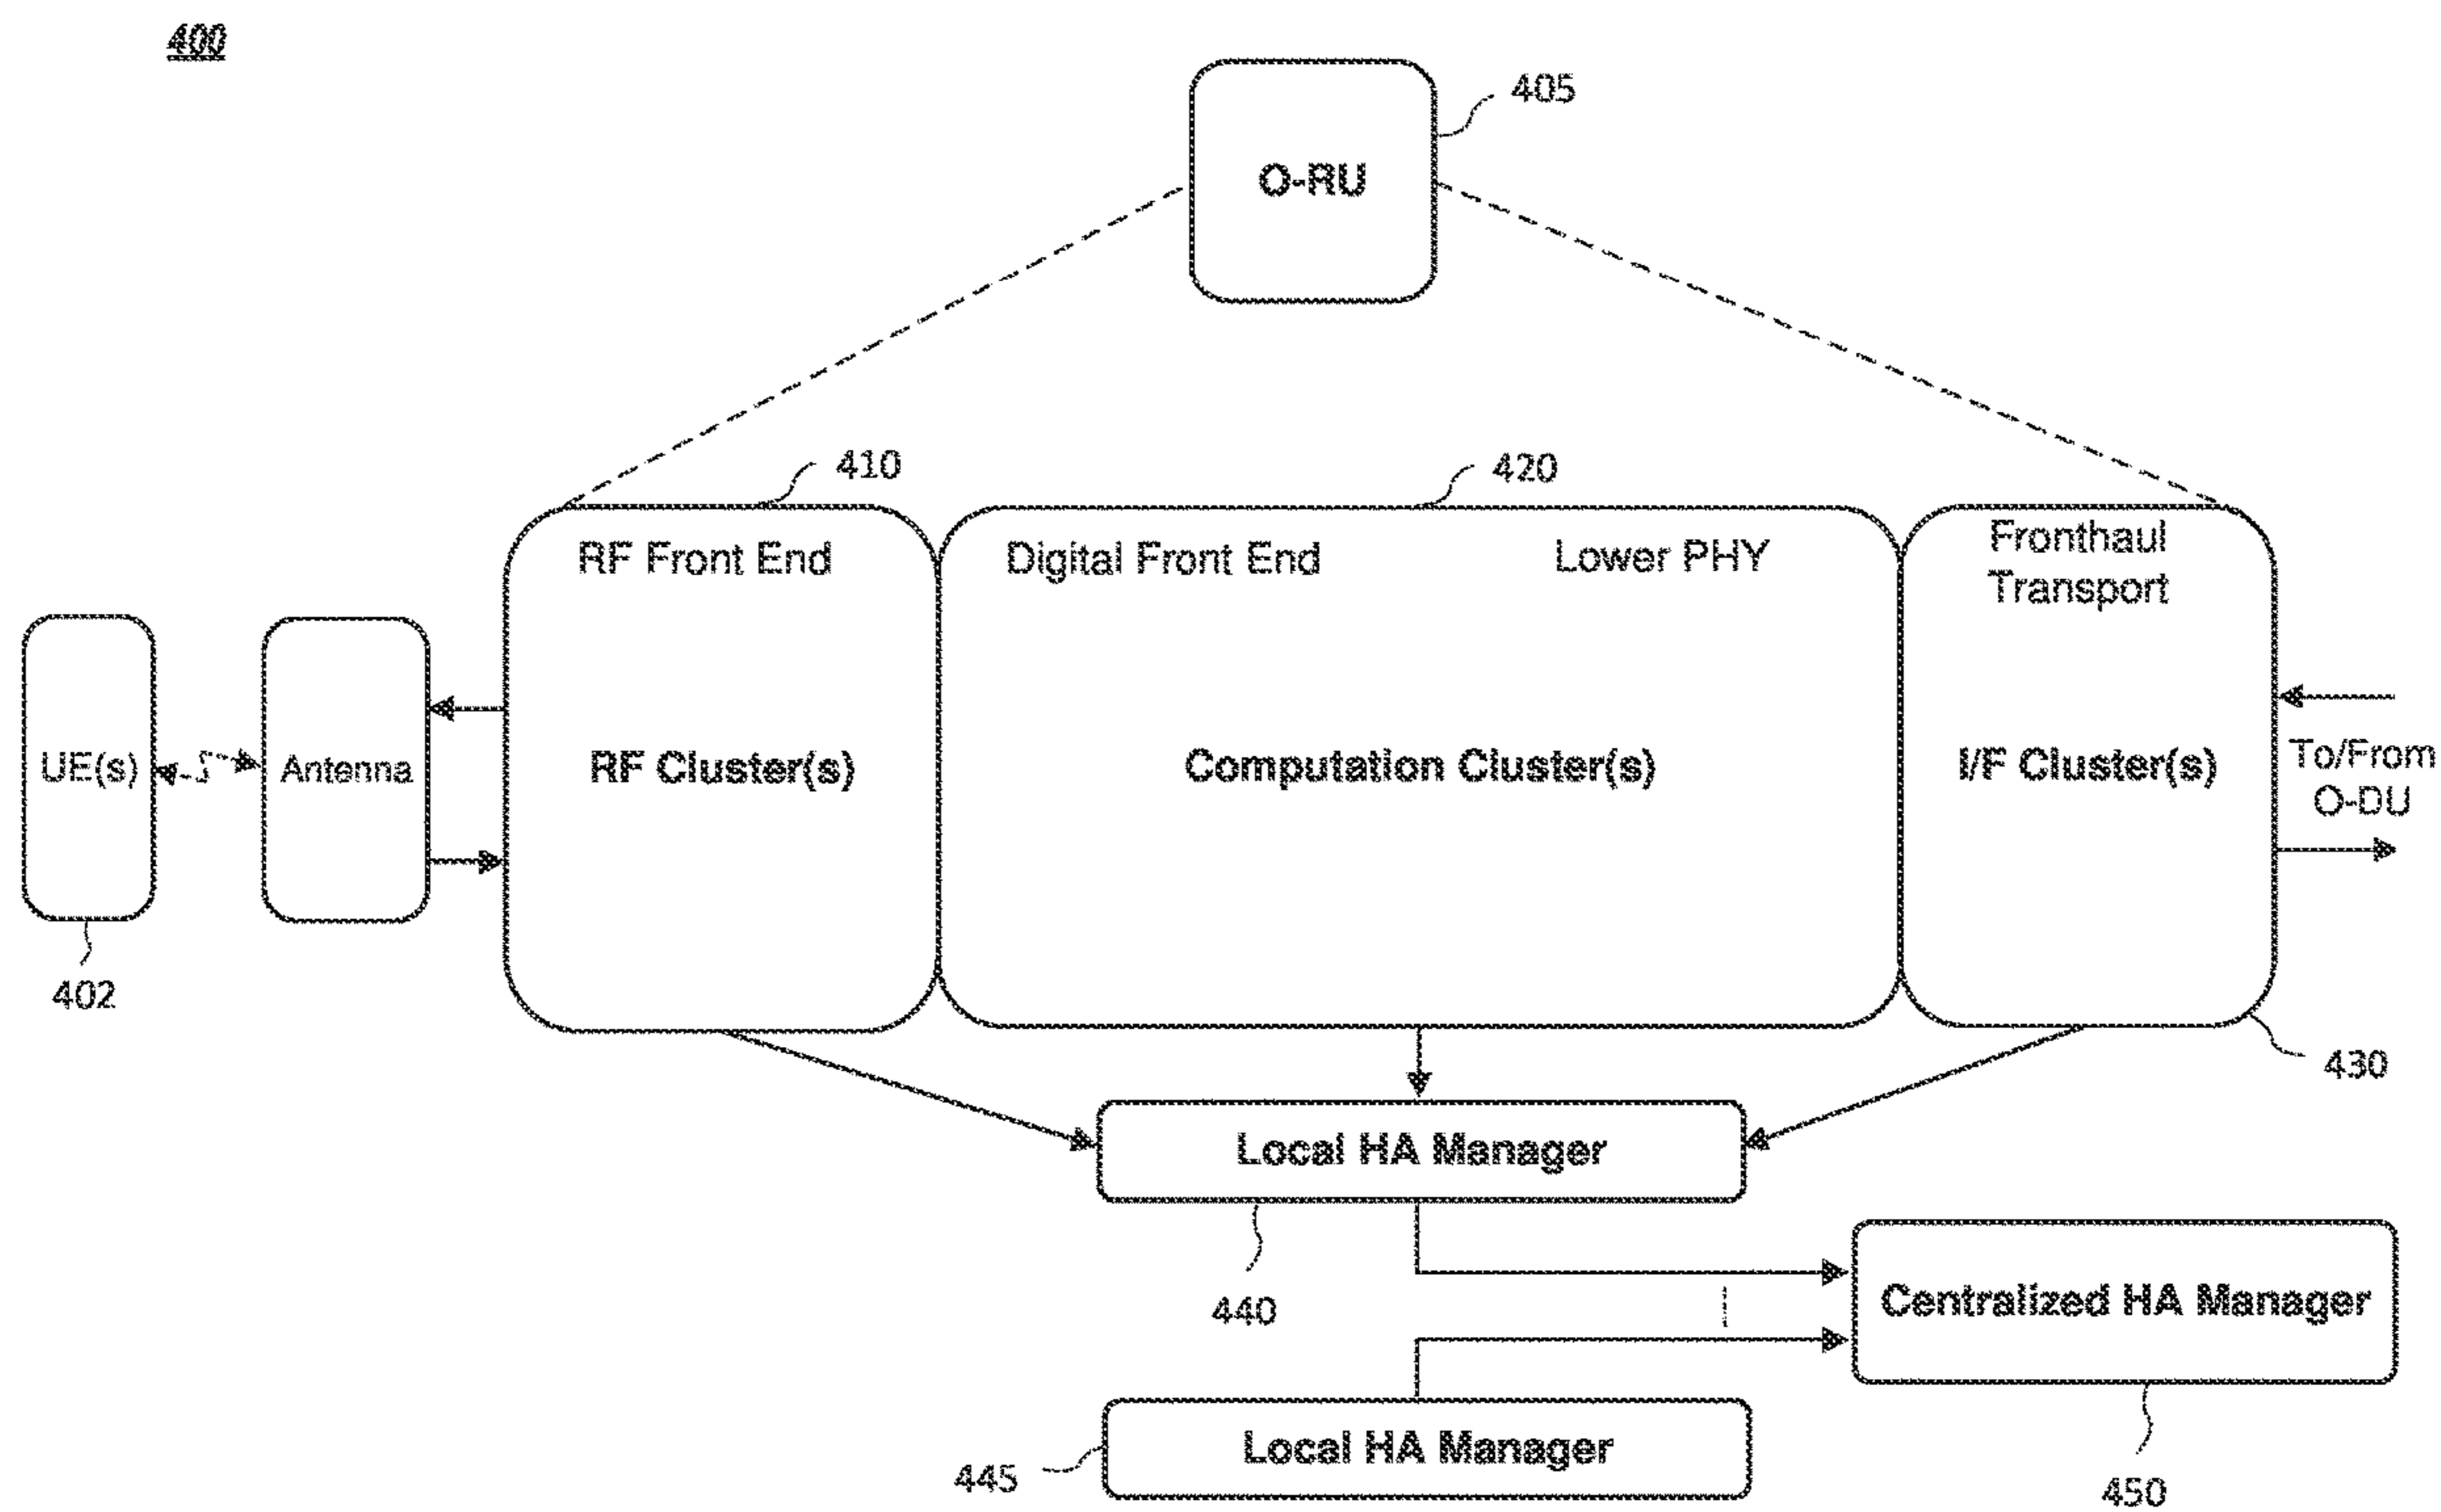 400
405
O-RU
410
420
RF Front End
Digital Front End
Lower PHY
Fronthaul
Transport
UE(s)
Antenna
RF Cluster(s)
Computation Cluster(s)
I/F Cluster(s)
To/From
O-DU
402
430
Local HA Manager
440
Centralized HA Manager
Local HA Manager
445
450